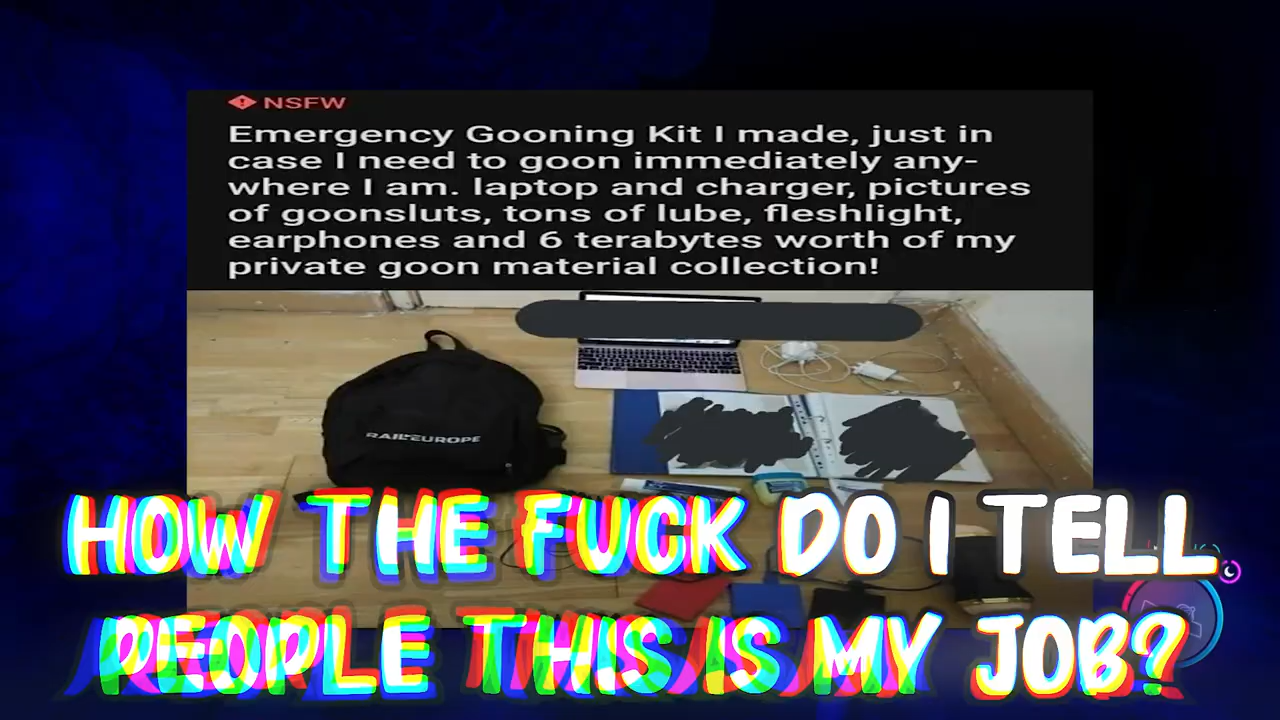 NSFW
Emergency Gooning Kit I made, just in
case I need to goon immediately any-
where I am. laptop and charger, pictures
of goonsluts, tons of lube, fleshlight,
earphones and 6 terabytes worth of my
private goon material collection!
RAIL EUROPE
HOW THE FUCK DO I TELL
PEOPLE THIS IS MY JOB?